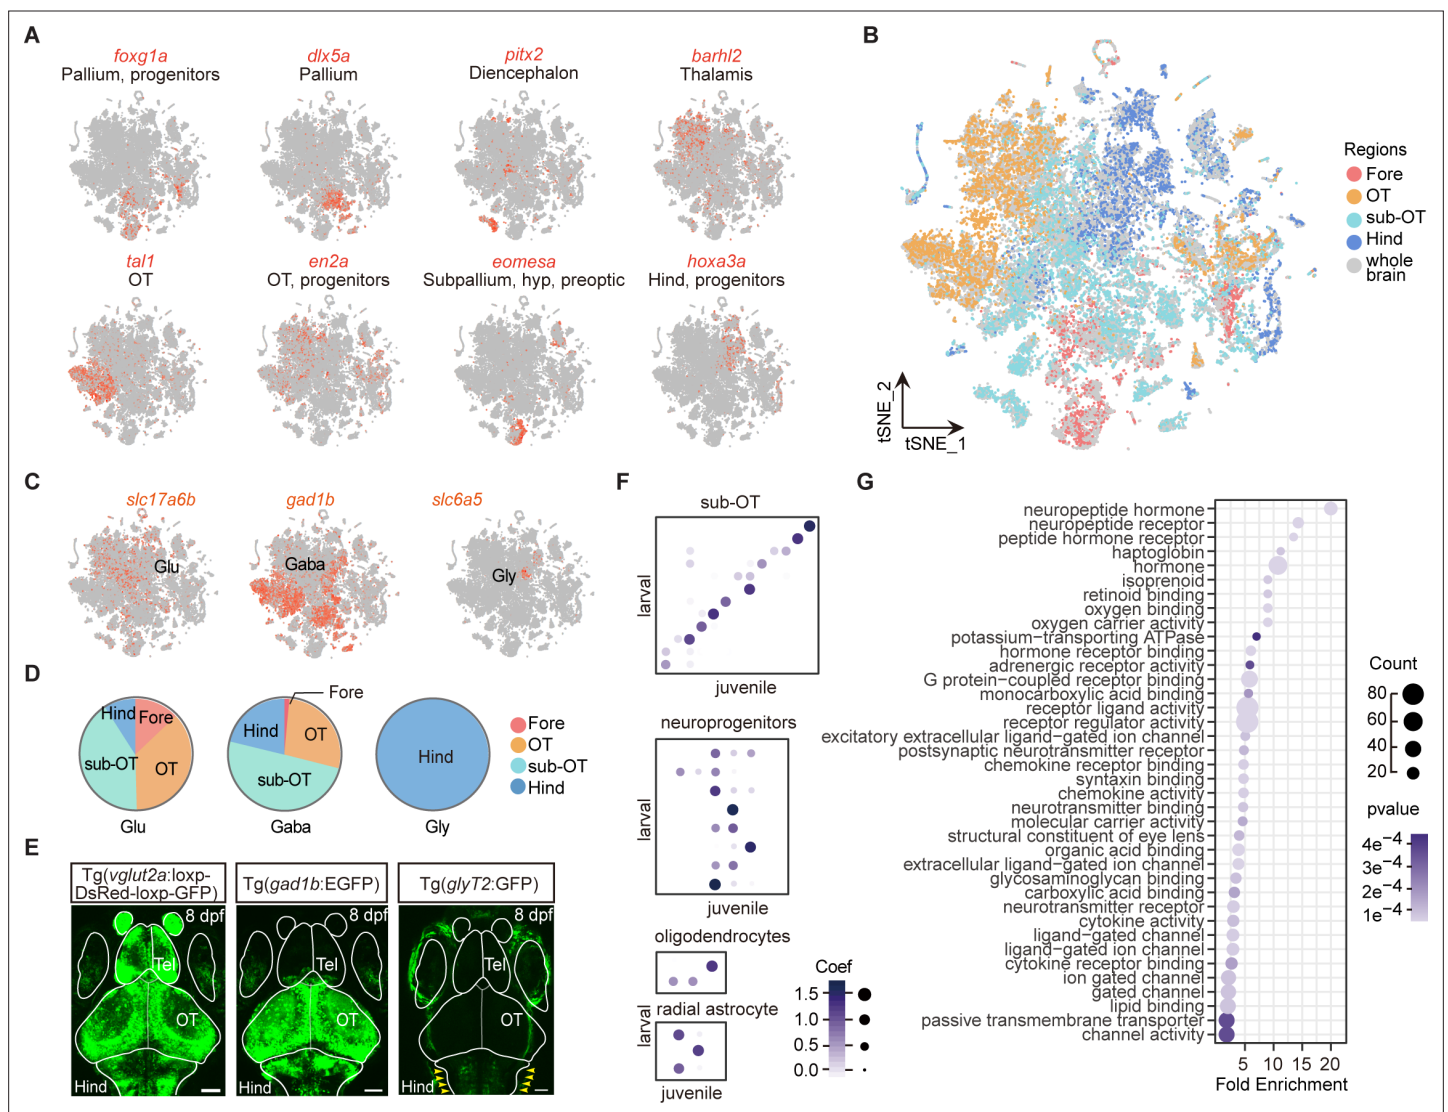 A
foxg1a
Pallium, progenitors
dlx5a
Pallium
pitx2
Diencephalon
barhl2
Thalamis
tal1
OT
en2a
OT, progenitors
eomesa
Subpallium, hyp, preoptic
hoxa3a
Hind, progenitors
B
Regions
Fore
OT
sub-OT
Hind
whole
brain
tSNE_2
tSNE_1
C
slc17a6b
Glu
gad1b
Gaba
slc6a5
Gly
D
Hind
Fore
sub-OT
OT
Glu
Fore
Hind
OT
sub-OT
Gaba
Hind
Gly
Fore
OT
sub-OT
Hind
E
Tg(vglut2a:loxp-
DsRed-loxp-GFP)
8 dpf
Tel
OT
Hind
Tg(gad1b:EGFP)
8 dpf
Tel
OT
Hind
Tg(glyT2:GFP)
8 dpf
Tel
OT
Hind
F
sub-OT
larval
juvenile
neuroprogenitors
larval
juvenile
oligodendrocytes
radial astrocyte
larval
juvenile
Coef
1.5
1.0
0.5
0.0
G
neuropeptide hormone
neuropeptide receptor
peptide hormone receptor
haptoglobin
hormone
isoprenoid
retinoid binding
oxygen binding
oxygen carrier activity
potassium−transporting ATPase
hormone receptor binding
adrenergic receptor activity
G protein−coupled receptor binding
monocarboxylic acid binding
receptor ligand activity
receptor regulator activity
excitatory extracellular ligand−gated ion channel
postsynaptic neurotransmitter receptor
chemokine receptor binding
syntaxin binding
chemokine activity
neurotransmitter binding
molecular carrier activity
structural constituent of eye lens
organic acid binding
extracellular ligand−gated ion channel
glycosaminoglycan binding
carboxylic acid binding
neurotransmitter receptor
cytokine activity
ligand−gated channel
ligand−gated ion channel
cytokine receptor binding
ion gated channel
gated channel
lipid binding
passive transmembrane transporter
channel activity
5 10 15 20
Fold Enrichment
Count
80
60
40
20
pvalue
4e−4
3e−4
2e−4
1e−4